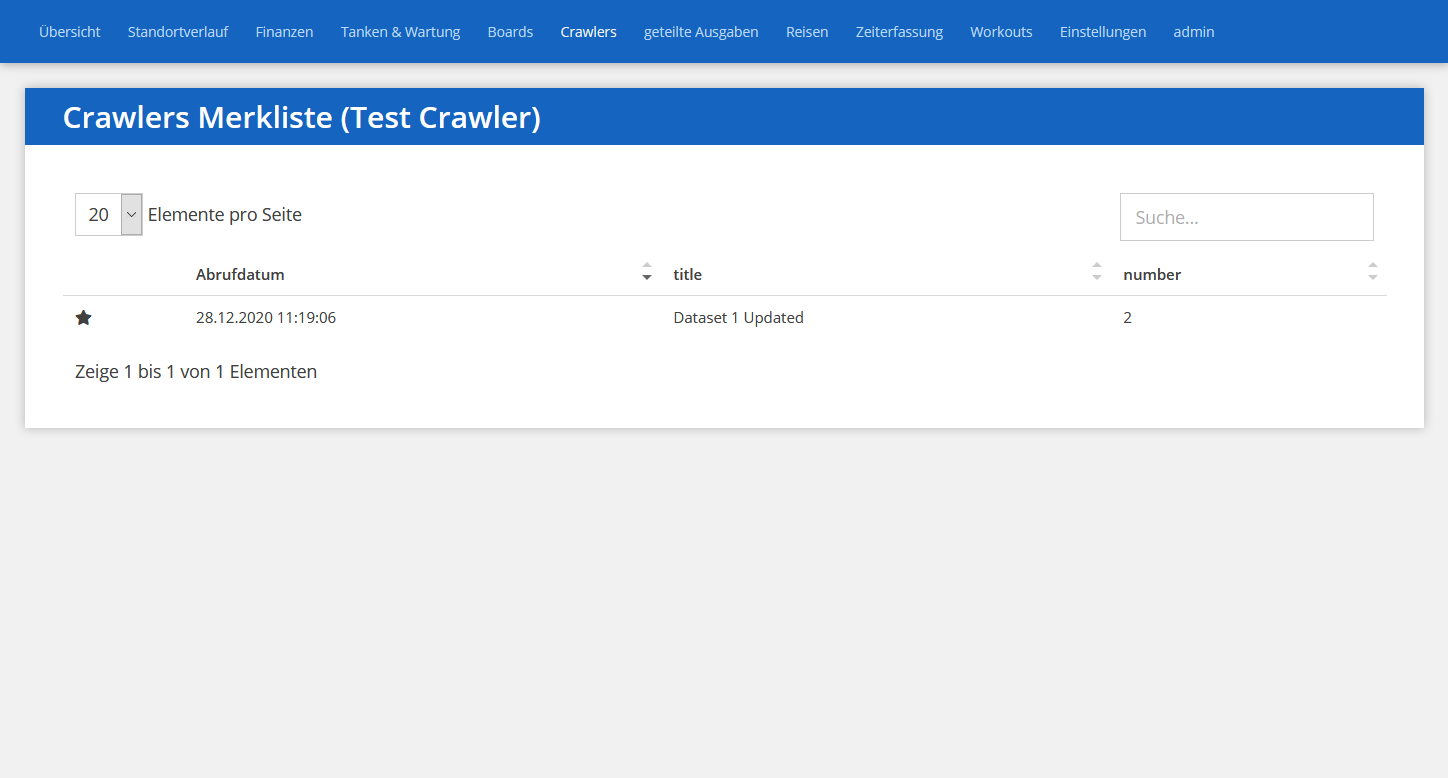 Übersicht Standortverlauf Finanzen Tanken & Wartung Boards Crawlers geteilte Ausgaben Reisen Zeiterfassung Workouts Einstellungen admin
Crawlers Merkliste (Test Crawler)
20 Elemente pro Seite Suche...
Abrufdatum title number
28.12.2020 11:19:06 Dataset 1 Updated 2
Zeige 1 bis 1 von 1 Elementen